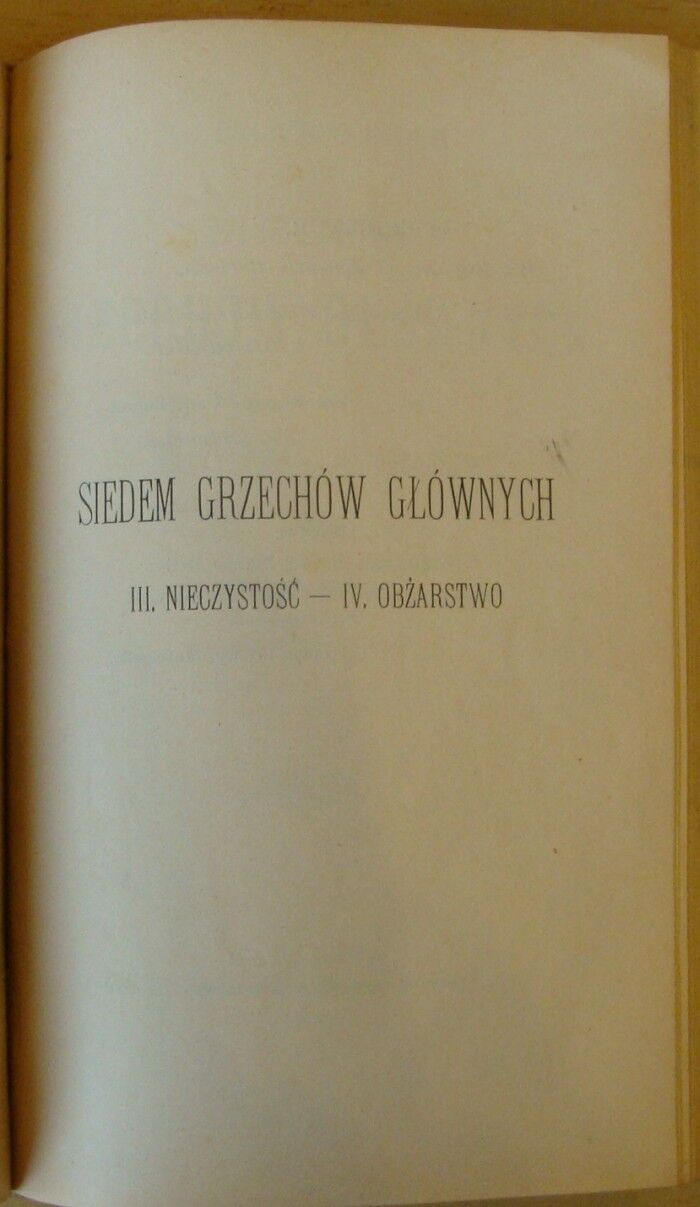 SIEDEM GRZECHÓW GŁÓWNYCH
III. NIECZYSTOŚĆ — IV. OBŻARSTWO